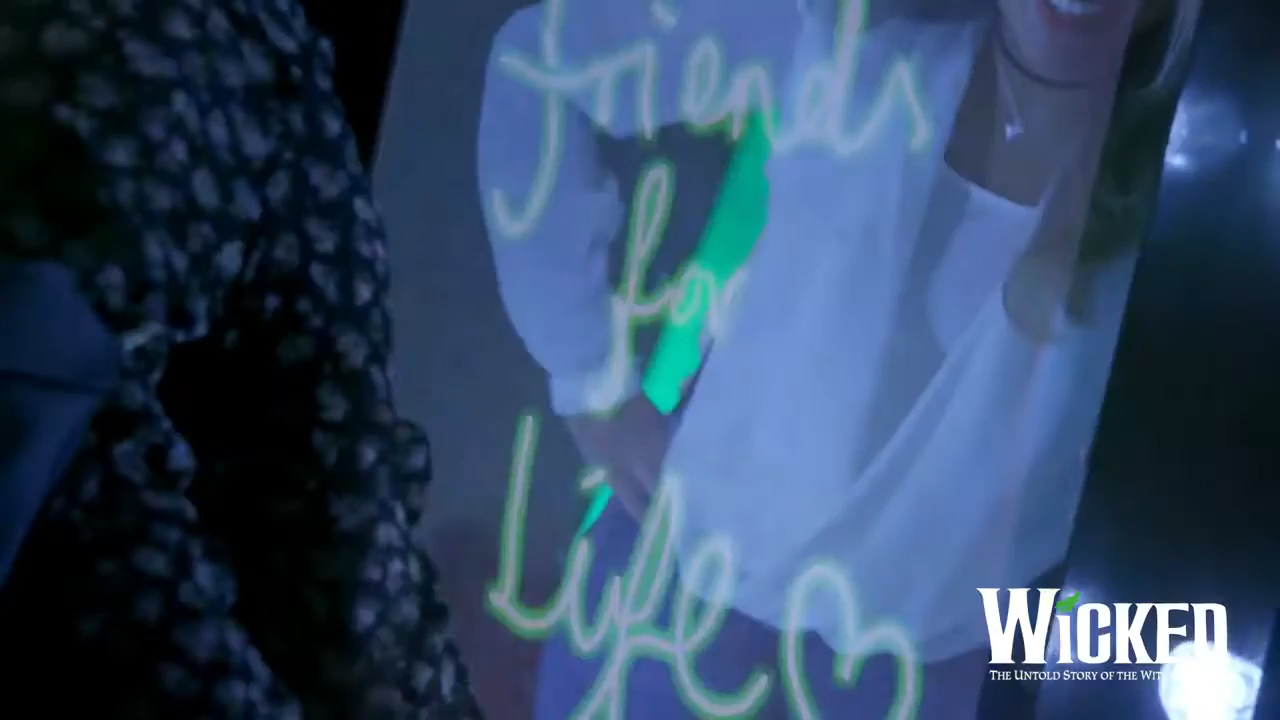 friends
for
Life ♡
WICKED
THE UNTOLD STORY OF THE WIT